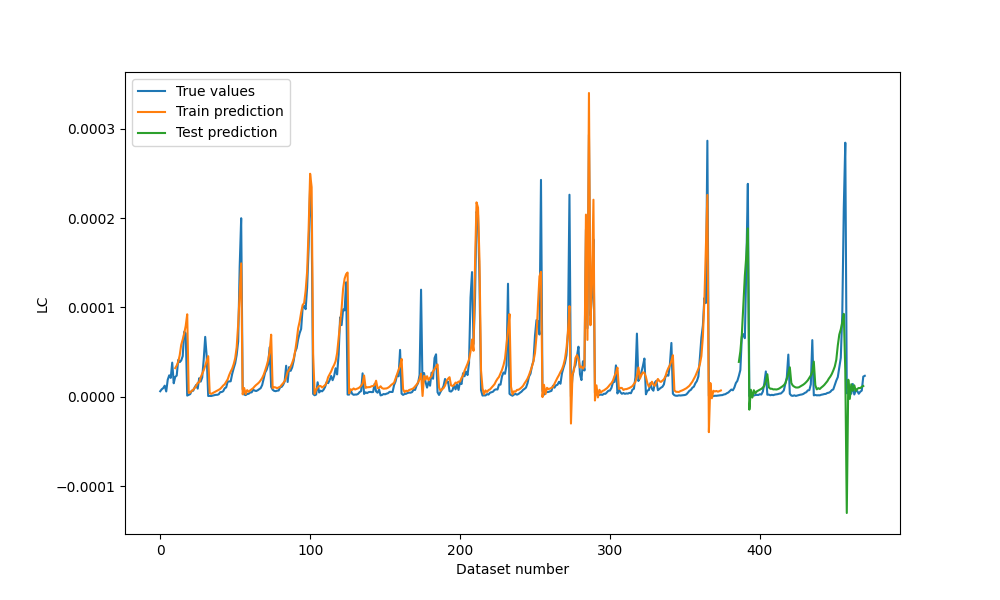 True values
Train prediction
Test prediction
0.0003
0.0002
0.0001
0.0000
−0.0001
LC
0
100
200
300
400
Dataset number